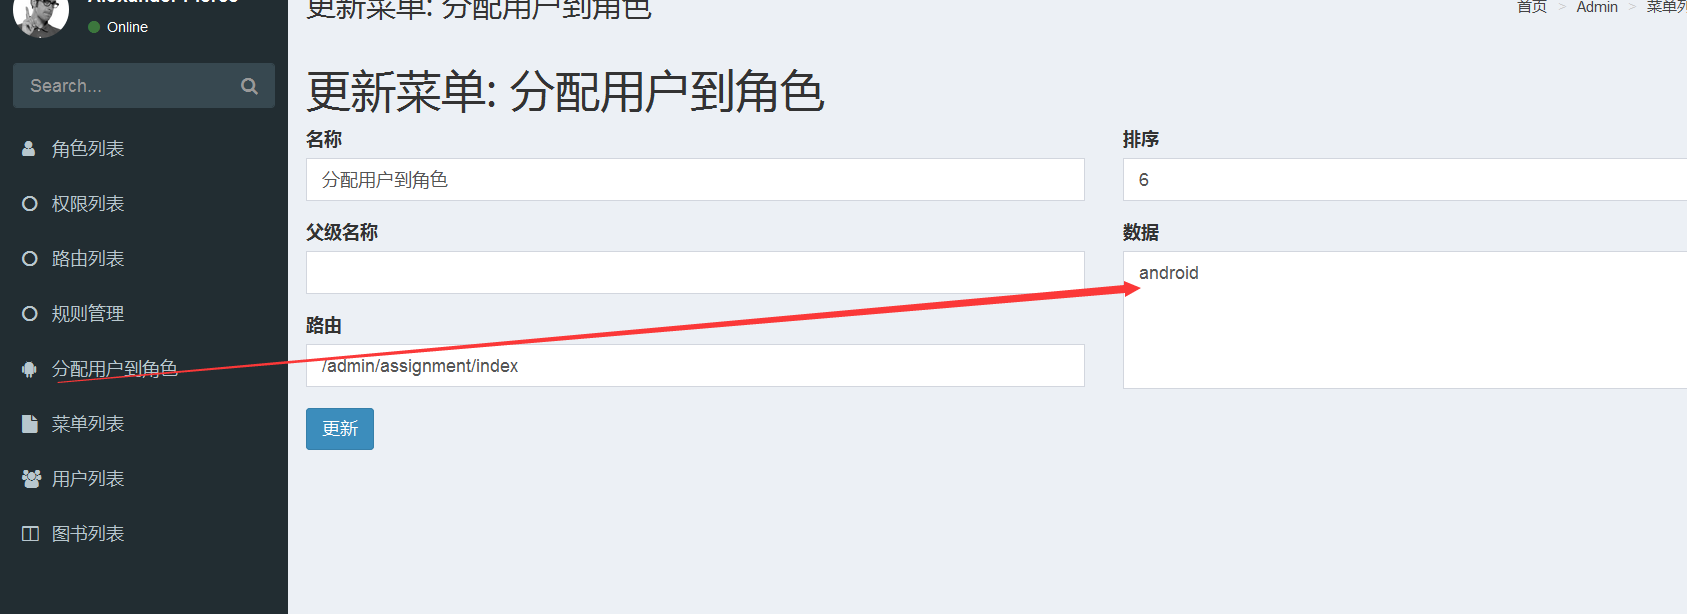 Alexander Pierce
Online
Search...
角色列表
权限列表
路由列表
规则管理
分配用户到角色
菜单列表
用户列表
图书列表
更新菜单: 分配用户到角色
首页 > Admin > 菜单列
更新菜单: 分配用户到角色
名称
分配用户到角色
父级名称
路由
/admin/assignment/index
更新
排序
6
数据
android